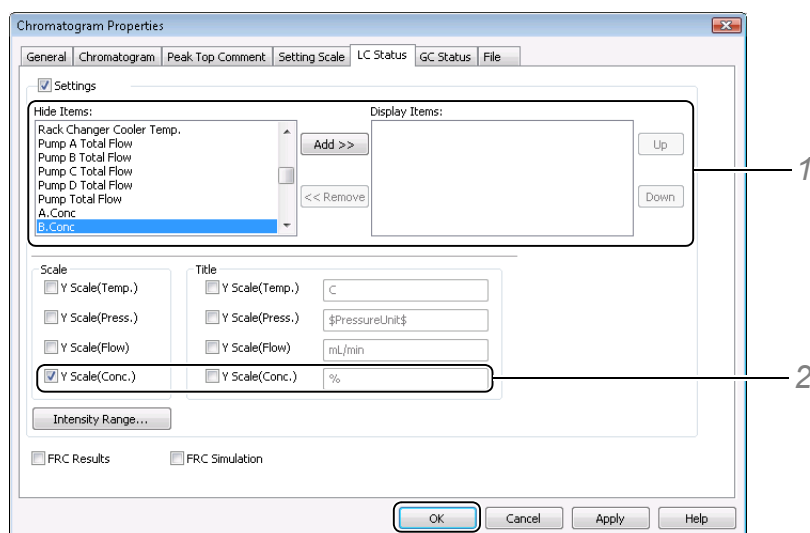 Chromatogram Properties
General Chromatogram Peak Top Comment Setting Scale LC Status GC Status File
Settings
Hide Items: Display Items:
Rack Changer Cooler Temp.
Pump A Total Flow
Pump B Total Flow
Pump C Total Flow
Pump D Total Flow
Pump Total Flow
A.Conc
B.Conc
Add >>
<< Remove
Up
Down
1
Scale Title
Y Scale(Temp.) Y Scale(Temp.) C
Y Scale(Press.) Y Scale(Press.) $PressureUnit$
Y Scale(Flow) Y Scale(Flow) mL/min
Y Scale(Conc.) Y Scale(Conc.) %
2
Intensity Range...
FRC Results FRC Simulation
OK Cancel Apply Help